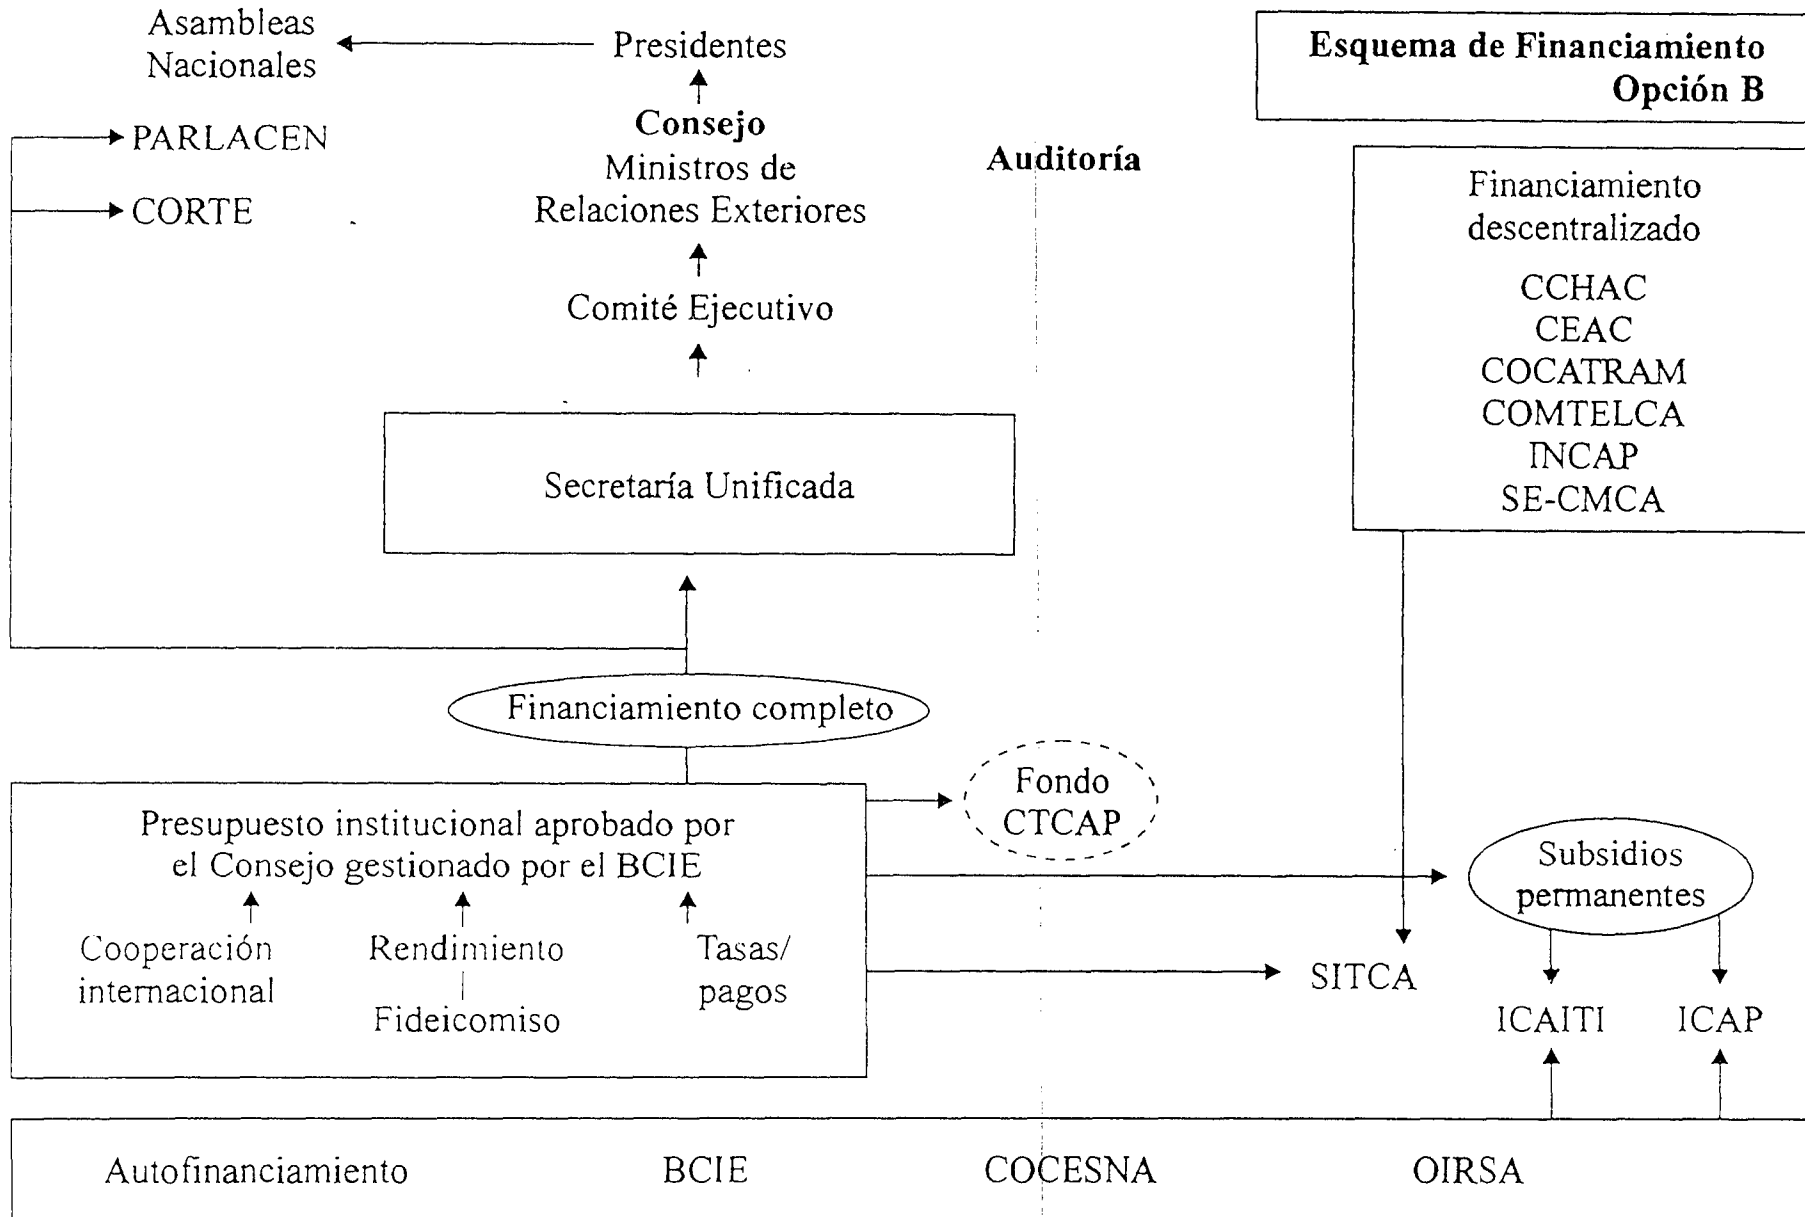 Asambleas
Nacionales
Presidentes
Esquema de Financiamiento
Opción B
PARLACEN
CORTE
Consejo
Ministros de
Relaciones Exteriores
Auditoría
Comité Ejecutivo
Secretaría Unificada
Financiamiento
descentralizado
CCHAC
CEAC
COCATRAM
COMTELCA
INCAP
SE-CMCA
Financiamiento completo
Presupuesto institucional aprobado por
el Consejo gestionado por el BCIE
Cooperación
internacional
Rendimiento
Fideicomiso
Tasas/
pagos
Fondo
CTCAP
Subsidios
permanentes
SITCA
ICAITI
ICAP
Autofinanciamiento
BCIE
COCESNA
OIRSA